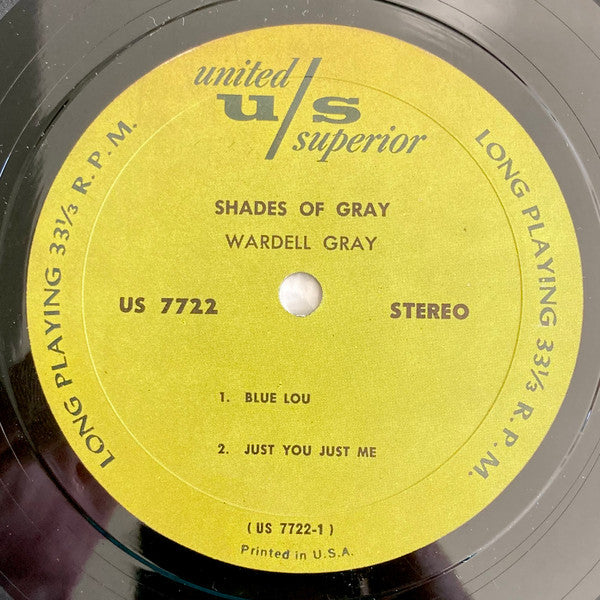 united
u/s
superior
LONG PLAYING 33⅓ R.P.M.
LONG PLAYING 33⅓ R.P.M.
SHADES OF GRAY
WARDELL GRAY
US 7722
STEREO
1. BLUE LOU
2. JUST YOU JUST ME
( US 7722-1 )
Printed in U.S.A.